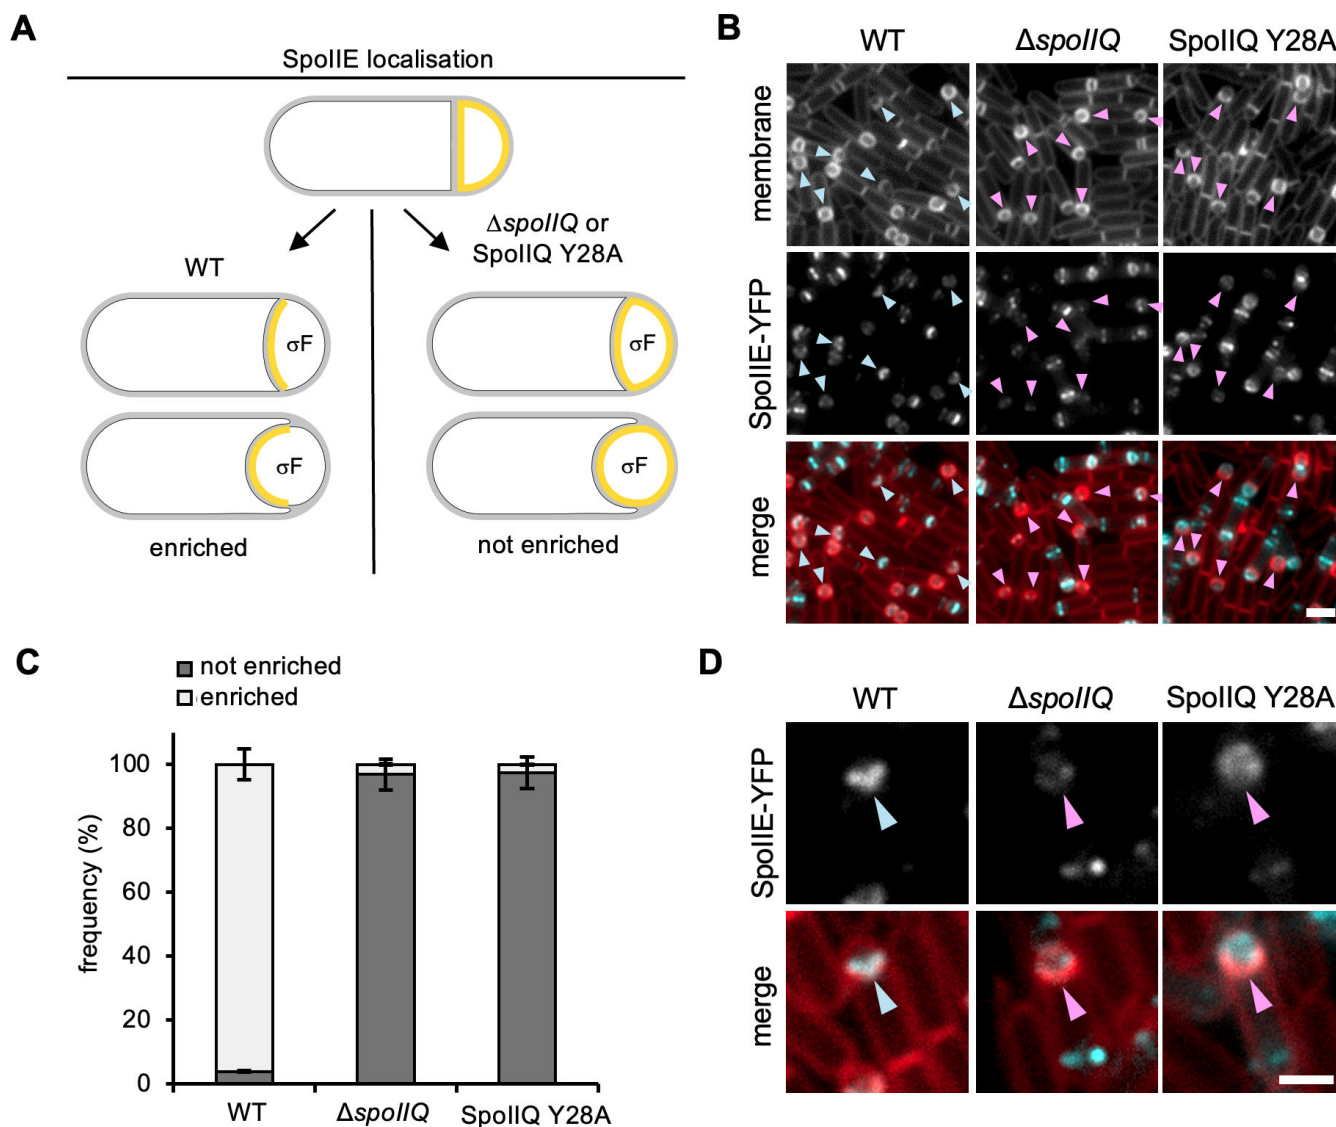 A
SpoIIE localisation
WT
ΔspoIIQ or
SpoIIQ Y28A
σF
σF
σF
σF
enriched
not enriched
B
WT
ΔspoIIQ
SpoIIQ Y28A
membrane
SpoIIE-YFP
merge
C
not enriched
enriched
frequency (%)
100
80
60
40
20
0
WT
ΔspoIIQ
SpoIIQ Y28A
D
WT
ΔspoIIQ
SpoIIQ Y28A
SpoIIE-YFP
merge